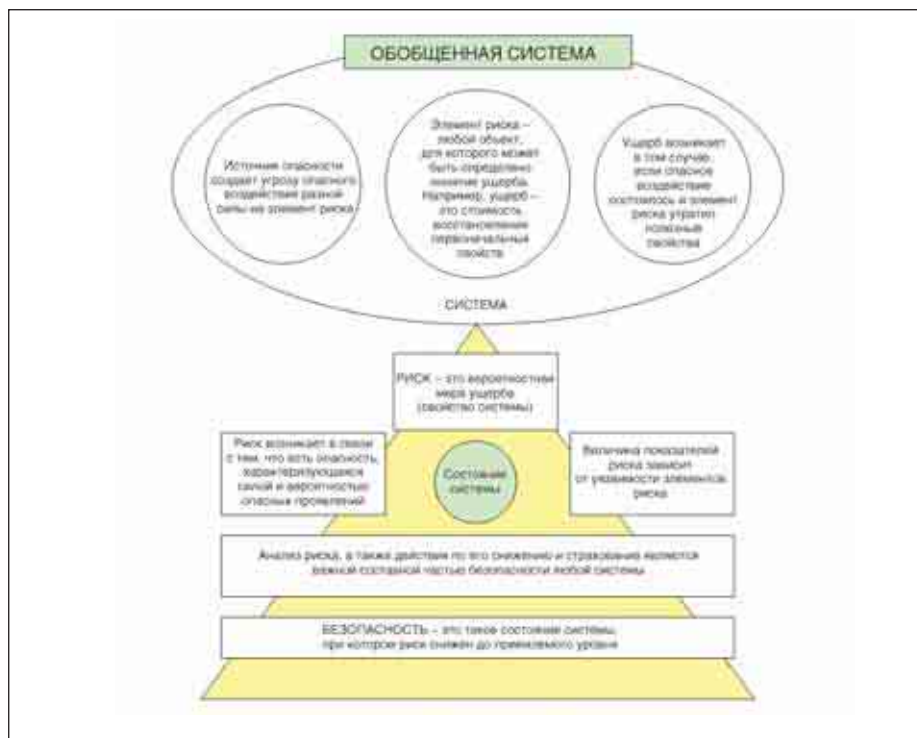 ОБОБЩЕННАЯ СИСТЕМА
Источник опасности
создает угрозу опасного
воздействия разной
силы на элемент риска
Элемент риска –
любой объект,
для которого может
быть определено
понятие ущерба.
Например, ущерб –
это стоимость
восстановления
первоначальных
свойств
Ущерб возникает
в том случае,
если опасное
воздействие
состоялось и элемент
риска утратил
полезные
свойства
СИСТЕМА
РИСК – это вероятностная
мера ущерба
(свойство системы)
Риск возникает в связи
с тем, что есть опасность,
характеризующаяся
силой и вероятностью
опасных проявлений
Состояние
системы
Величина показателей
риска зависит
от уязвимости элементов
риска
Анализ риска, а также действия по его снижению и страхованию являются
важной составной частью безопасности любой системы
БЕЗОПАСНОСТЬ – это такое состояние системы,
при котором риск снижен до приемлемого уровня